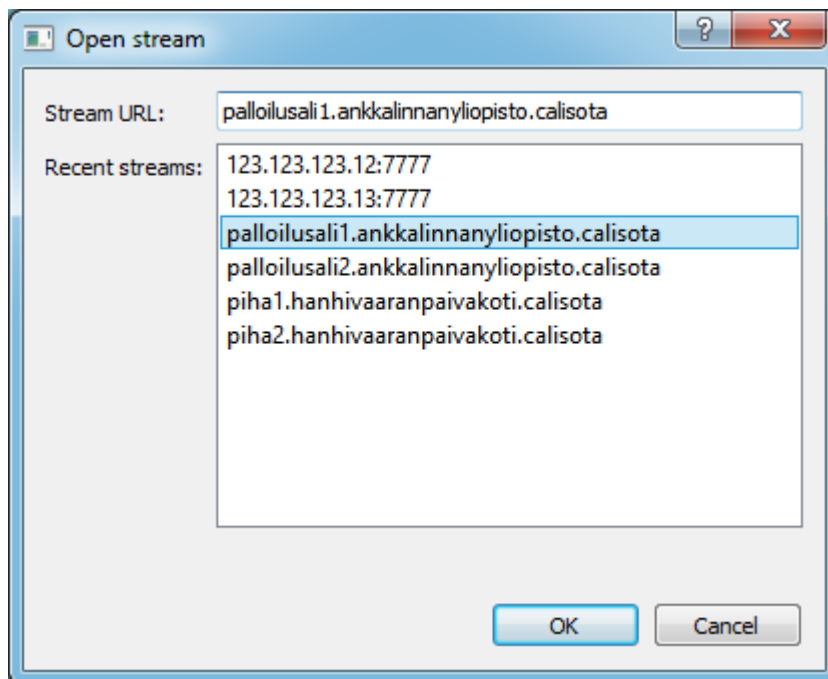 Open stream
?
Stream URL: palloilusali1.ankkalinnanyliopisto.calisota
Recent streams: 123.123.123.12:7777
123.123.123.13:7777
palloilusali1.ankkalinnanyliopisto.calisota
palloilusali2.ankkalinnanyliopisto.calisota
piha1.hanhivaaranpaivakoti.calisota
piha2.hanhivaaranpaivakoti.calisota
OK Cancel